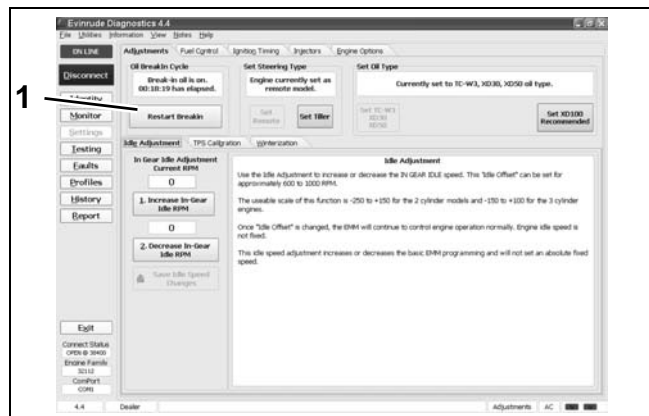 Evinrude Diagnostics 4.4
File Utilities Information View Notes Help
ON LINE
Disconnect
Identity
Monitor
Settings
Testing
Faults
Profiles
History
Report
Exit
Connect Status
OPEN @ 38400
Engine Family
32112
ComPort
COM1
Adjustments Fuel Control Ignition Timing Injectors Engine Options
Oil Breakin Cycle
Break-in oil is on.
00:18:19 has elapsed.
1
Restart Breakin
Set Steering Type
Engine currently set as
remote model.
Set
Remote
Set Tiller
Set Oil Type
Currently set to TC-W3, XD30, XD50 oil type.
Set TC-W3
XD30
XD50
Set XD100
Recommended
Idle Adjustment TPS Calibration Winterization
In Gear Idle Adjustment
Current RPM
0
1. Increase In-Gear
Idle RPM
0
2. Decrease In-Gear
Idle RPM
Save Idle Speed
Changes
Idle Adjustment
Use the Idle Adjustment to increase or decrease the IN GEAR IDLE speed. This "Idle Offset" can be set for
approximately 600 to 1000 RPM.
The useable scale of this function is -250 to +150 for the 2 cylinder models and -150 to +100 for the 3 cylinder
engines.
Once "Idle Offset" is changed, the EMM will continue to control engine operation normally. Engine idle speed is
not fixed.
This idle speed adjustment increases or decreases the basic EMM programming and will not set an absolute fixed
speed.
4.4 Dealer Adjustments AC